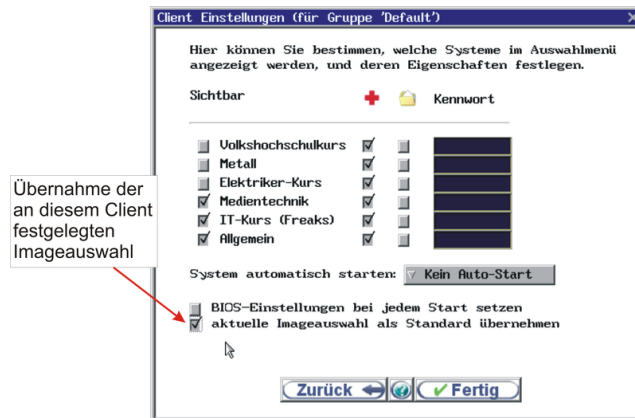 Client Einstellungen (für Gruppe 'Default')
Hier können Sie bestimmen, welche Systeme im Auswahlmenü
angezeigt werden, und deren Eigenschaften festlegen.
Sichtbar
Kennwort
Volkshochschulkurs
Metall
Elektriker-Kurs
Medientechnik
IT-Kurs (Freaks)
Allgemein
Übernahme der
an diesem Client
festgelegten
Imageauswahl
System automatisch starten: Kein Auto-Start
BIOS-Einstellungen bei jedem Start setzen
aktuelle Imageauswahl als Standard übernehmen
Zurück
Fertig